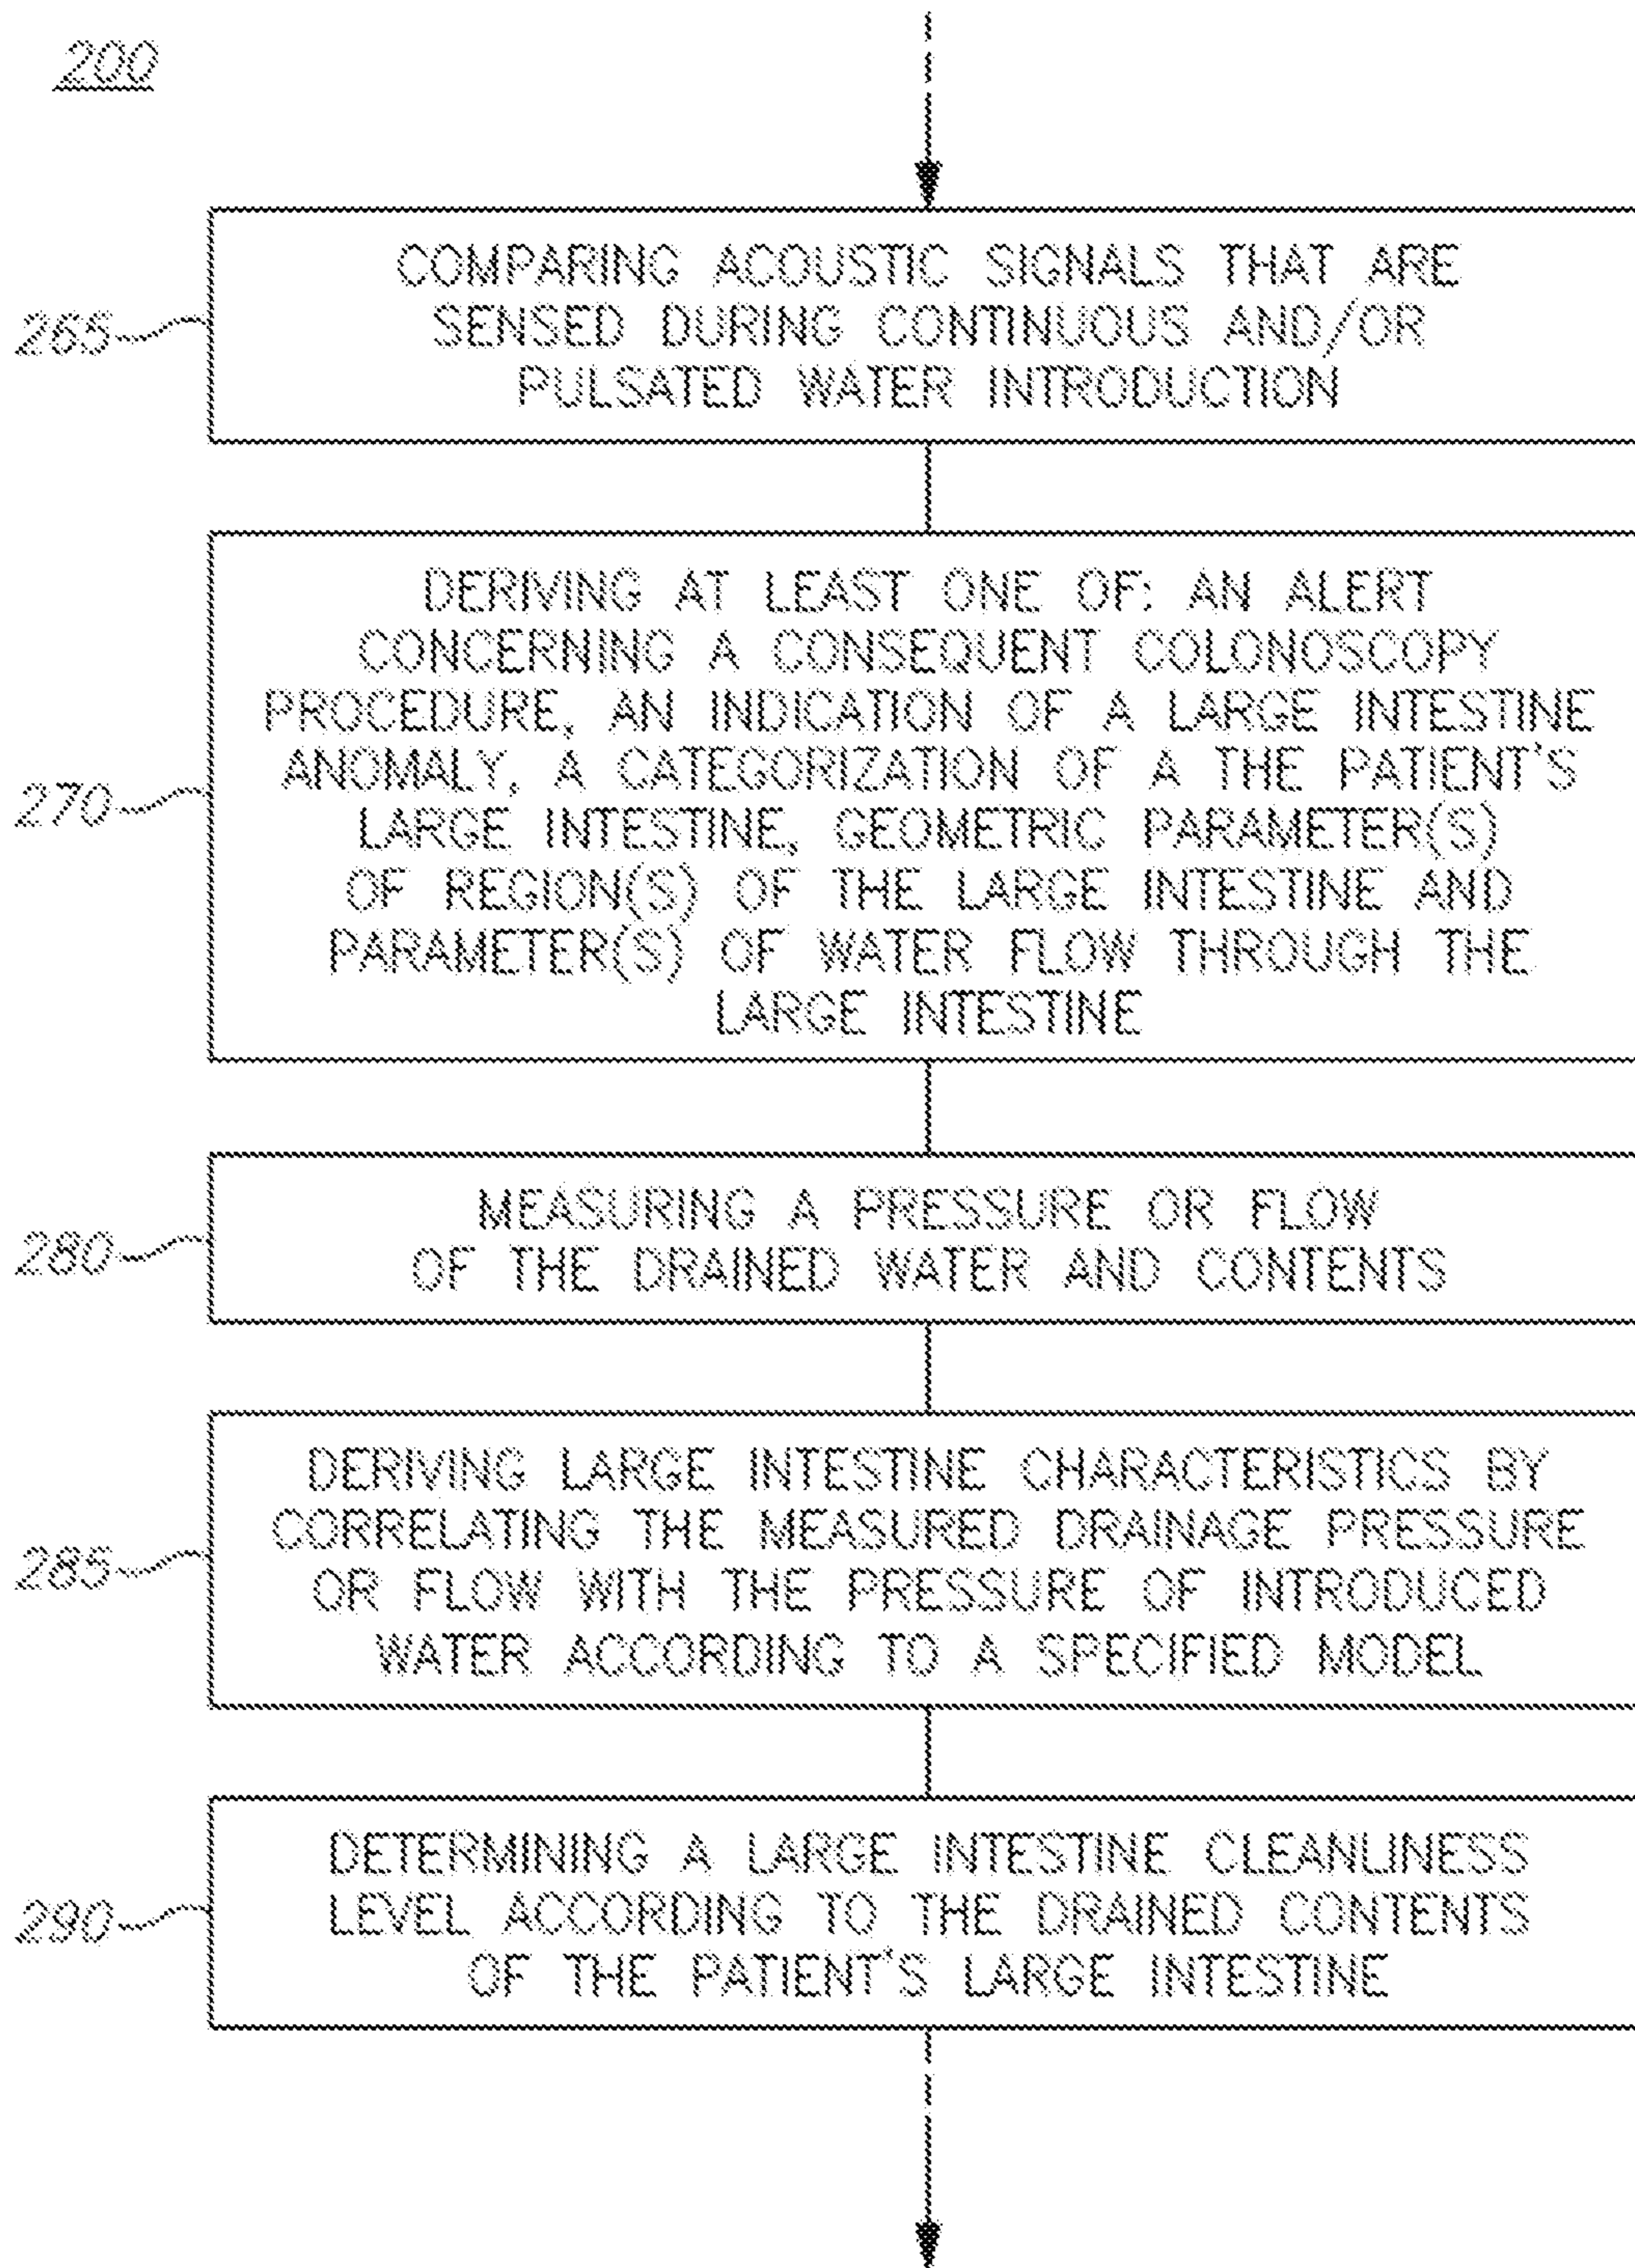 200
265
COMPARING ACOUSTIC SIGNALS THAT ARE
SENSED DURING CONTINUOUS AND/OR
PULSATED WATER INTRODUCTION
270
DERIVING AT LEAST ONE OF: AN ALERT
CONCERNING A CONSEQUENT COLONOSCOPY
PROCEDURE, AN INDICATION OF A LARGE INTESTINE
ANOMALY, A CATEGORIZATION OF A THE PATIENT'S
LARGE INTESTINE, GEOMETRIC PARAMETER(S)
OF REGION(S) OF THE LARGE INTESTINE AND
PARAMETER(S) OF WATER FLOW THROUGH THE
LARGE INTESTINE
280
MEASURING A PRESSURE OR FLOW
OF THE DRAINED WATER AND CONTENTS
285
DERIVING LARGE INTESTINE CHARACTERISTICS BY
CORRELATING THE MEASURED DRAINAGE PRESSURE
OR FLOW WITH THE PRESSURE OF INTRODUCED
WATER ACCORDING TO A SPECIFIED MODEL
290
DETERMINING A LARGE INTESTINE CLEANLINESS
LEVEL ACCORDING TO THE DRAINED CONTENTS
OF THE PATIENT'S LARGE INTESTINE